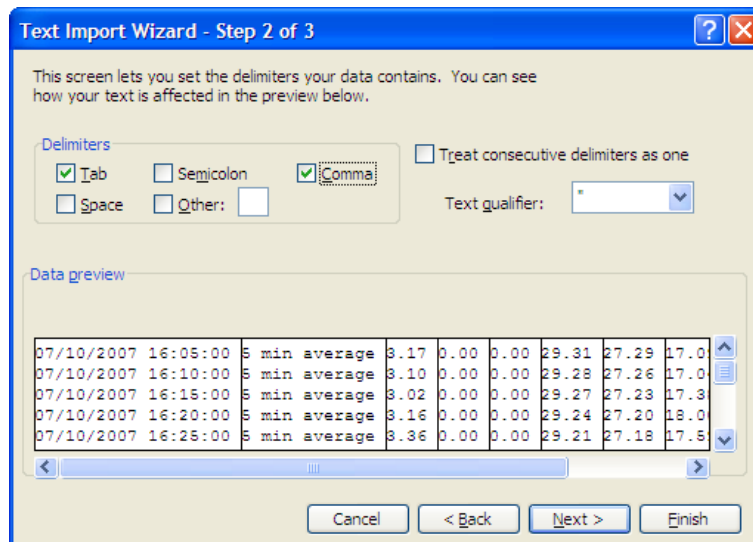 Text Import Wizard - Step 2 of 3
This screen lets you set the delimiters your data contains. You can see
how your text is affected in the preview below.
Delimiters
Tab Semicolon Comma
Space Other:
Treat consecutive delimiters as one
Text qualifier: "
Data preview
07/10/2007 16:05:00 5 min average 3.17 0.00 0.00 29.31 27.29
07/10/2007 16:10:00 5 min average 3.10 0.00 0.00 29.28 27.26
07/10/2007 16:15:00 5 min average 3.02 0.00 0.00 29.27 27.23
07/10/2007 16:20:00 5 min average 3.16 0.00 0.00 29.24 27.20
07/10/2007 16:25:00 5 min average 3.36 0.00 0.00 29.21 27.18
Cancel < Back Next > Finish